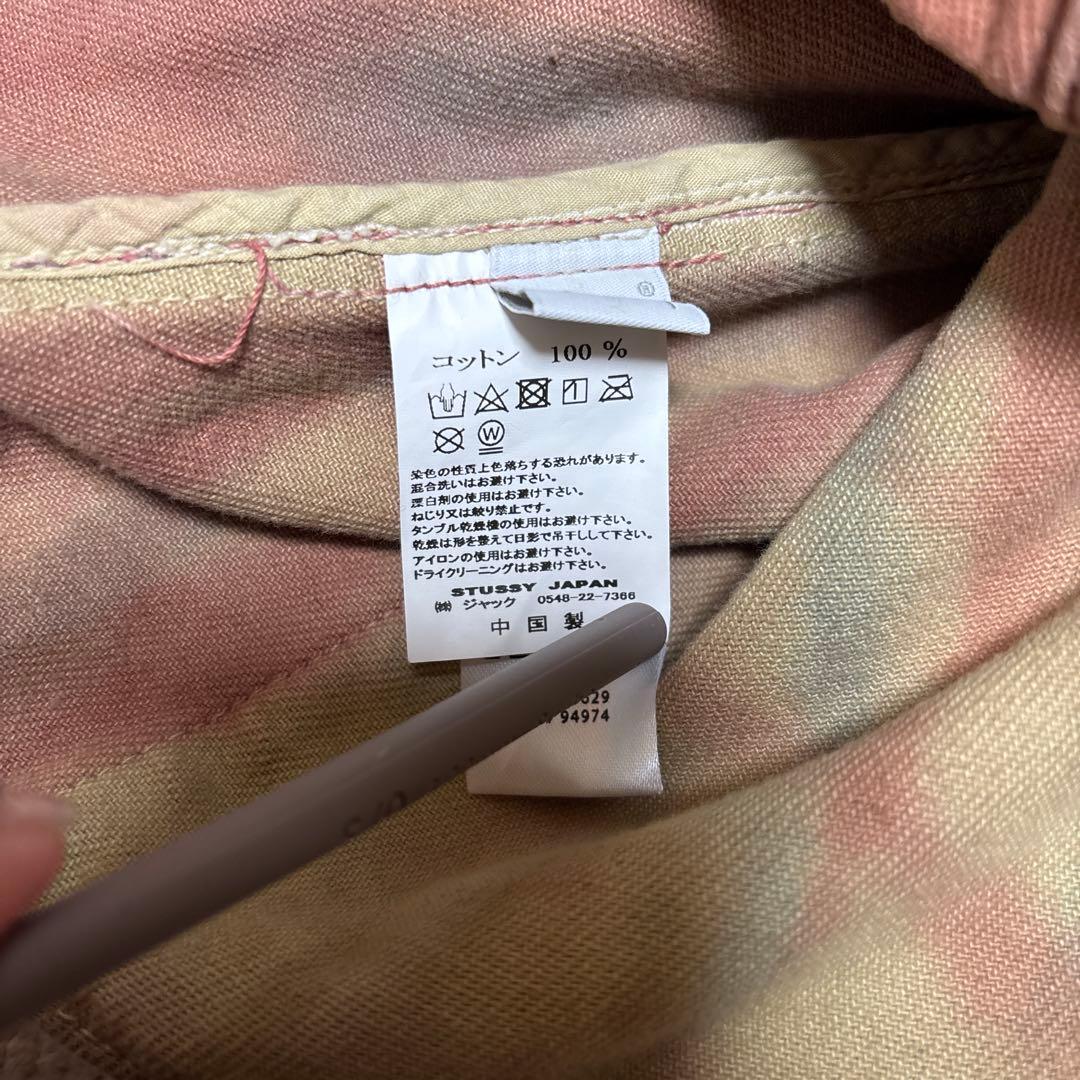 ®
コットン 100 %
W
染色の性質上色落ちする恐れがあります。
混合洗いはお避け下さい。
漂白剤の使用はお避け下さい。
ねじり又は絞り禁止です。
タンブル乾燥機の使用はお避け下さい。
乾燥は形を整えて日影で吊干しして下さい。
アイロンの使用はお避け下さい。
ドライクリーニングはお避け下さい。
STUSSY JAPAN
㈱ ジャック 0548-22-7366
中国製
94974